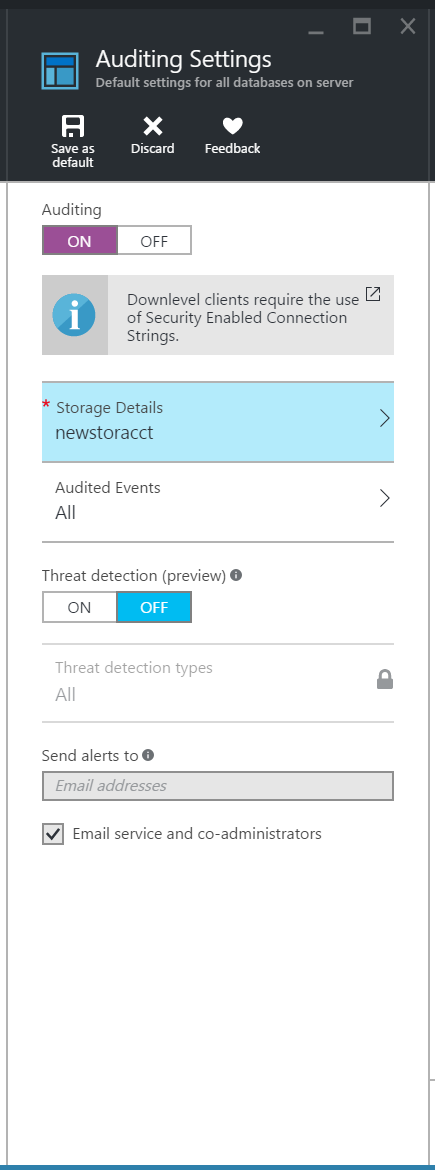 Auditing Settings
Default settings for all databases on server
Save as
default
Discard
Feedback
Auditing
ON
OFF
Downlevel clients require the use
of Security Enabled Connection
Strings.
* Storage Details
newstoracct
Audited Events
All
Threat detection (preview)
ON
OFF
Threat detection types
All
Send alerts to
Email addresses
Email service and co-administrators